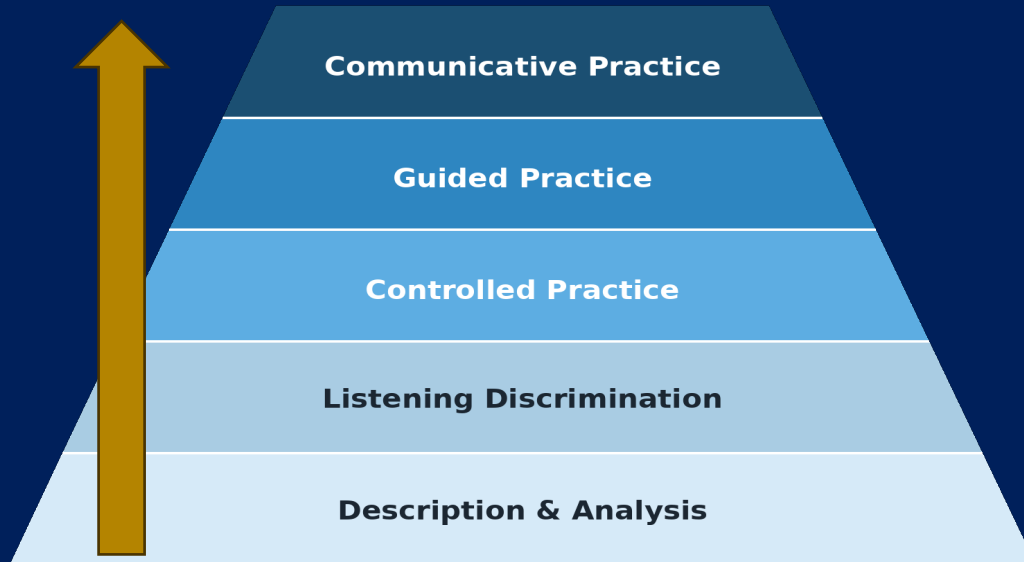 Communicative Practice
Guided Practice
Controlled Practice
Listening Discrimination
Description & Analysis